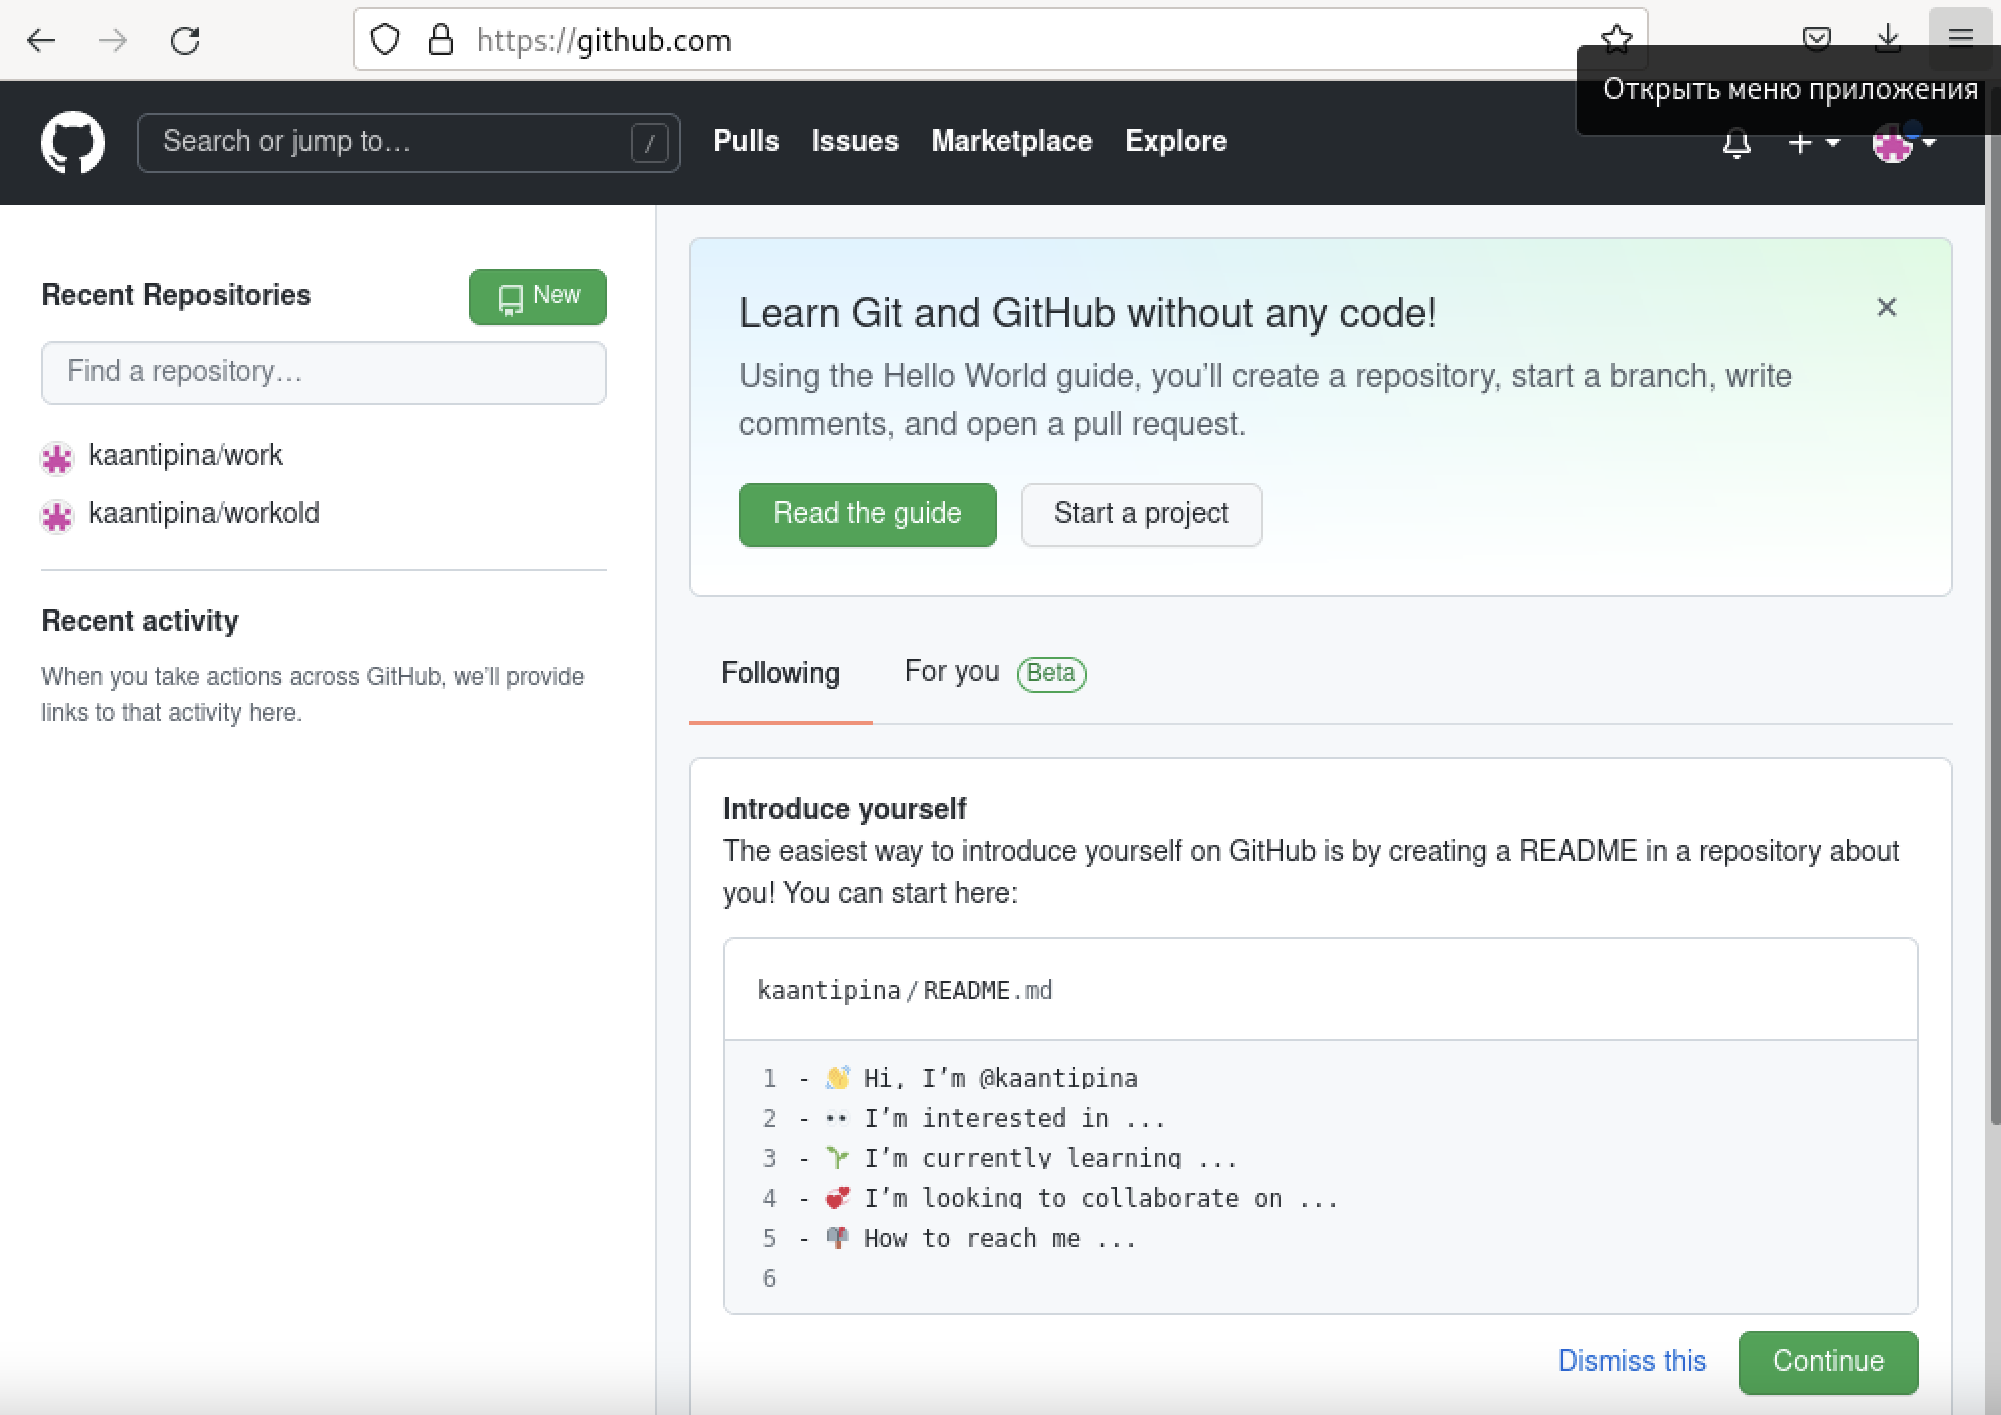 https://github.com
Открыть меню приложения
Search or jump to…
/
Pulls
Issues
Marketplace
Explore
Recent Repositories
New
Find a repository…
kaantipina/work
kaantipina/workold
Recent activity
When you take actions across GitHub, we’ll provide
links to that activity here.
Learn Git and GitHub without any code!
Using the Hello World guide, you’ll create a repository, start a branch, write
comments, and open a pull request.
Read the guide
Start a project
Following
For you
Beta
Introduce yourself
The easiest way to introduce yourself on GitHub is by creating a README in a repository about
you! You can start here:
kaantipina/README.md
1 - 👋 Hi, I’m @kaantipina
2 - 👀 I’m interested in ...
3 - 🌱 I’m currently learning ...
4 - 💞️ I’m looking to collaborate on ...
5 - 📫 How to reach me ...
6
Dismiss this
Continue